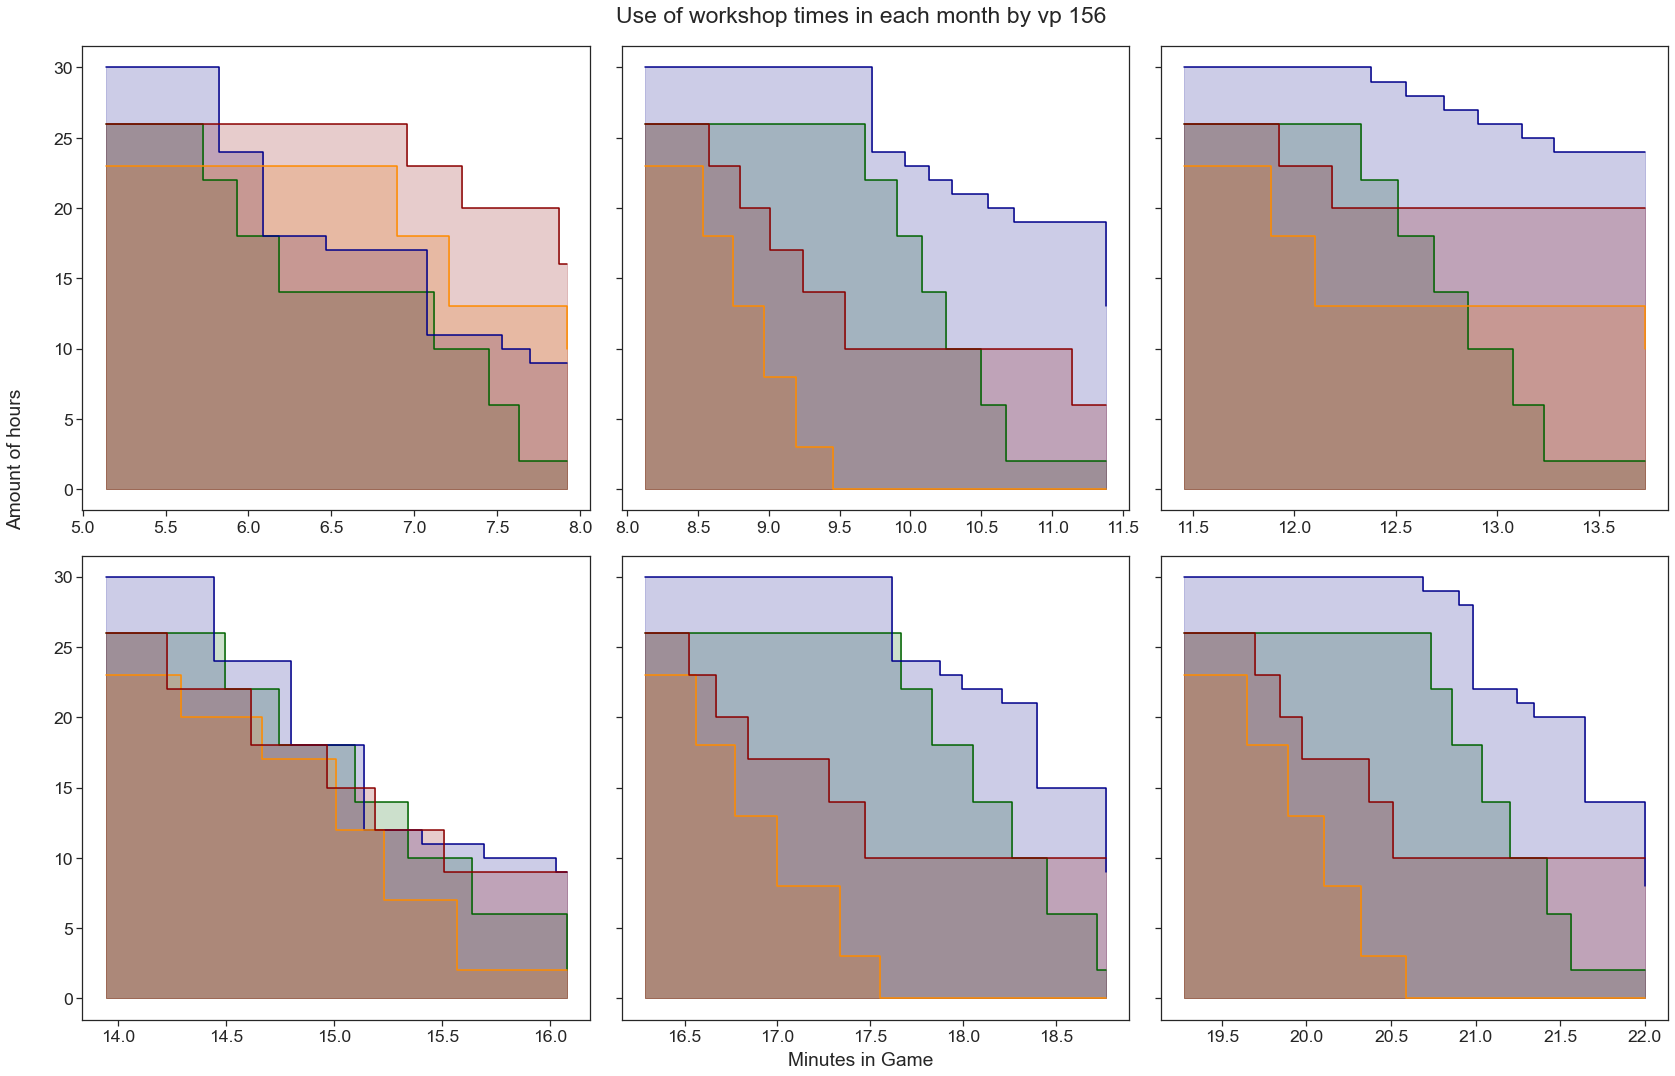 Use of workshop times in each month by vp 156
Amount of hours
30
25
20
15
10
5
0
5.0 5.5 6.0 6.5 7.0 7.5 8.0
8.0 8.5 9.0 9.5 10.0 10.5 11.0 11.5
11.5 12.0 12.5 13.0 13.5
30
25
20
15
10
5
0
14.0 14.5 15.0 15.5 16.0
16.5 17.0 17.5 18.0 18.5
19.5 20.0 20.5 21.0 21.5 22.0
Minutes in Game